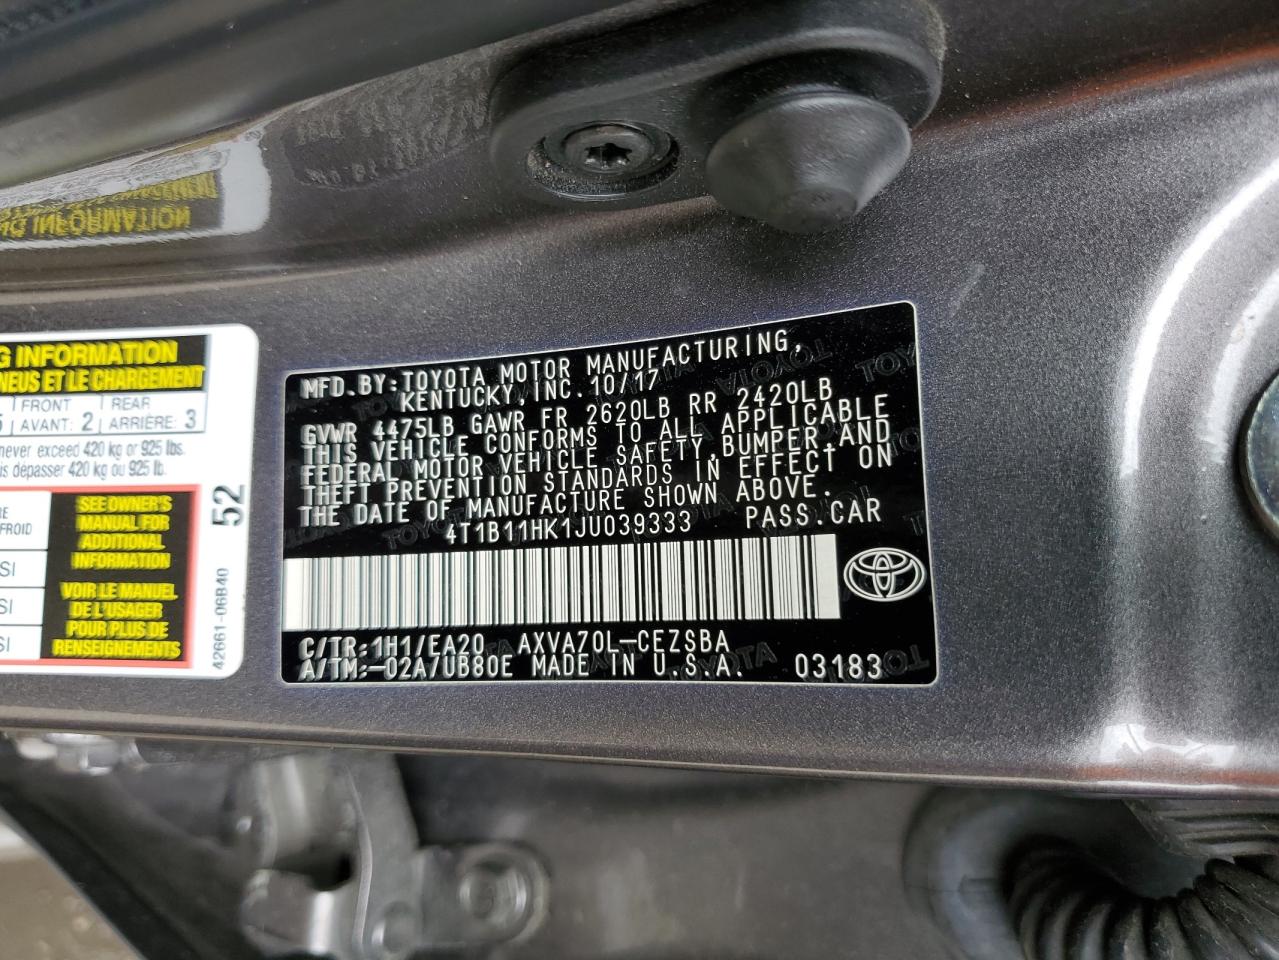 G INFORMATION
NEUS ET LE CHARGEMENT
FRONT
AVANT: 2
REAR
ARRIÈRE: 3
never exceed 420 kg or 925 lbs.
dépasser 420 kg ou 925 lb.
FROID
SI
SI
SEE OWNER'S
MANUAL FOR
ADDITIONAL
INFORMATION
VOIR LE MANUEL
DE L'USAGER
POUR PLUS DE
RENSEIGNEMENTS
52
42661-06B40
MFD.BY: TOYOTA MOTOR MANUFACTURING,
KENTUCKY, INC. 10/17
GVWR 4475LB GAWR FR 2620LB RR 2420LB
THIS VEHICLE CONFORMS TO ALL APPLICABLE
FEDERAL MOTOR VEHICLE SAFETY, BUMPER, AND
THEFT PREVENTION STANDARDS IN EFFECT ON
THE DATE OF MANUFACTURE SHOWN ABOVE.
4T1B11HK1JU039333 PASS.CAR
C/TR:1H1/EA20 AXVA70L-CEZSBA
A/TM:-02A/UB80E MADE IN U.S.A. 03183